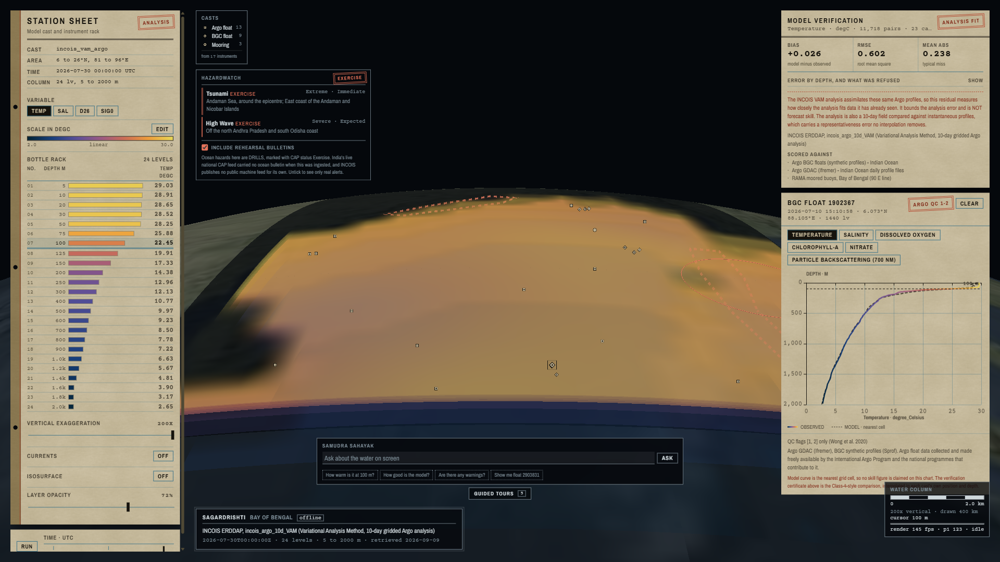 STATION SHEET
ANALYSIS
Model cast and instrument rack
CAST incois_vam_argo
AREA 6 to 26°N, 81 to 96°E
TIME 2026-07-30 00:00:00 UTC
COLUMN 24 lv, 5 to 2000 m
VARIABLE
TEMP SAL D26 SIG0
SCALE IN DEGC EDIT
2.0 linear 30.0
BOTTLE RACK 24 LEVELS
NO. DEPTH M TEMP
DEGC
01 5 29.03
02 10 28.91
03 20 28.65
04 30 28.52
05 50 28.25
06 75 25.88
07 100 22.45
08 125 19.91
09 150 17.33
10 200 14.38
11 250 12.96
12 300 12.13
13 400 10.77
14 500 9.97
15 600 9.23
16 700 8.50
17 800 7.78
18 900 7.22
19 1.0k 6.63
20 1.2k 5.67
21 1.4k 4.81
22 1.6k 3.90
23 1.8k 3.17
24 2.0k 2.65
VERTICAL EXAGGERATION 200X
CURRENTS OFF
ISOSURFACE OFF
LAYER OPACITY 72%
TIME · UTC
RUN
CASTS
Argo float 13
BGC float 9
Mooring 3
from 17 instruments
HAZARDWATCH EXERCISE
Tsunami EXERCISE Extreme · Immediate
Andaman Sea, around the epicentre; East coast of the Andaman and
Nicobar Islands
High Wave EXERCISE Severe · Expected
Off the north Andhra Pradesh and south Odisha coast
INCLUDE REHEARSAL BULLETINS
Ocean hazards here are DRILLS, marked with CAP status Exercise. India's live
national CAP feed carried no ocean bulletin when this was ingested, and INCOIS
publishes no public machine feed for its own. Untick to see only real alerts.
SAMUDRA SAHAYAK
Ask about the water on screen ASK
How warm is it at 100 m? How good is the model? Are there any warnings? Show me float 2903831
GUIDED TOURS 5
SAGARDRISHTI BAY OF BENGAL offline
INCOIS ERDDAP, incois_argo_10d_VAM (Variational Analysis Method, 10-day gridded Argo analysis)
2026-07-30T00:00:00Z · 24 levels · 5 to 2000 m · retrieved 2026-09-09
MODEL VERIFICATION
Temperature · degC · 11,718 pairs · 23 ca…
ANALYSIS FIT
BIAS RMSE MEAN ABS
+0.026 0.602 0.238
model minus observed root mean square typical miss
ERROR BY DEPTH, AND WHAT WAS REFUSED SHOW
The INCOIS VAM analysis assimilates these same Argo profiles, so this residual measures
how closely the analysis fits data it has already seen. It bounds the analysis error and is NOT
forecast skill. The analysis is also a 10-day field compared against instantaneous profiles,
which carries a representativeness error no interpolation removes.
INCOIS ERDDAP, incois_argo_10d_VAM (Variational Analysis Method, 10-day gridded Argo
analysis)
SCORED AGAINST
· Argo BGC floats (synthetic profiles) - Indian Ocean
· Argo GDAC (Ifremer) - Indian Ocean daily profile files
· RAMA moored buoys, Bay of Bengal (90 E line)
BGC FLOAT 1902367
ARGO QC 1-2 CLEAR
2026-07-10 15:10:58 · 6.073°N
88.105°E · 1440 lv
TEMPERATURE SALINITY DISSOLVED OXYGEN
CHLOROPHYLL-A NITRATE
PARTICLE BACKSCATTERING (700 NM)
DEPTH · M
0
500
1,000
1,500
2,000
0 5 10 15 20 25 30
Temperature · degree_Celsius
OBSERVED MODEL · nearest cell
QC flags [1, 2] only (Wong et al. 2020)
Argo GDAC (Ifremer), BGC synthetic profiles (Sprof). Argo float data collected and made
freely available by the International Argo Program and the national programmes that
contribute to it.
Model curve is the nearest grid cell, so no skill figure is claimed on this chart. The verification
certificate above is the Class-4-style comparison,
WATER COLUMN
0 2.0 km
200x vertical · drawn 400 km
cursor 100 m
render 145 fps · p1 123 · idle